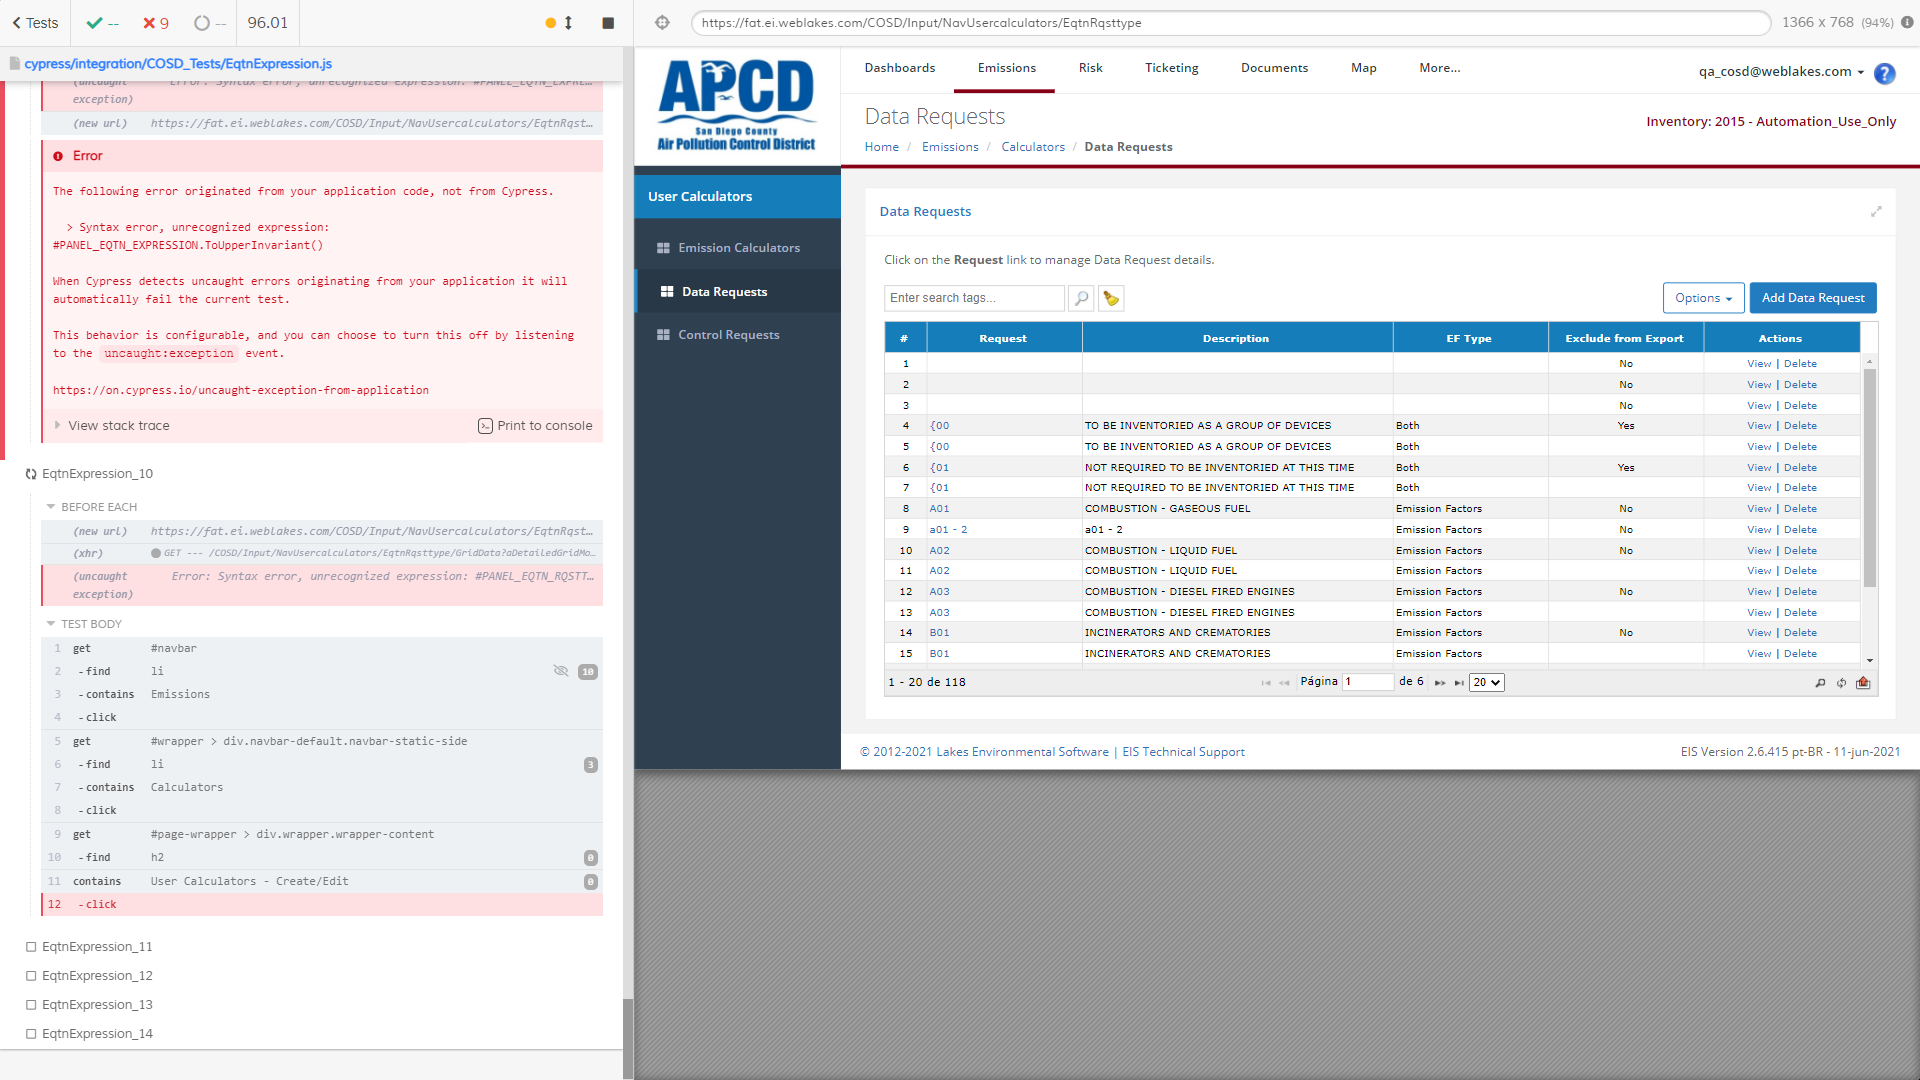 Tests
--
9
--
96.01
cypress/integration/COSD_Tests/EqtnExpression.js
(uncaught Error: Syntax error, unrecognized expression: #PANEL_EQTN_EXPRE…
exception)
(new url) https://fat.ei.weblakes.com/COSD/Input/NavUsercalculators/EqtnRqst…
Error
The following error originated from your application code, not from Cypress.
> Syntax error, unrecognized expression:
#PANEL_EQTN_EXPRESSION.ToUpperInvariant()
When Cypress detects uncaught errors originating from your application it will
automatically fail the current test.
This behavior is configurable, and you can choose to turn this off by listening
to the uncaught:exception event.
https://on.cypress.io/uncaught-exception-from-application
View stack trace
Print to console
EqtnExpression_10
BEFORE EACH
(new url) https://fat.ei.weblakes.com/COSD/Input/NavUsercalculators/EqtnRqst…
(xhr) GET --- /COSD/Input/NavUsercalculators/EqtnRqsttype/GridData?aDetailedGridMo…
(uncaught Error: Syntax error, unrecognized expression: #PANEL_EQTN_RQSTT…
exception)
TEST BODY
1 get #navbar
2 -find li 10
3 -contains Emissions
4 -click
5 get #wrapper > div.navbar-default.navbar-static-side
6 -find li 3
7 -contains Calculators
8 -click
9 get #page-wrapper > div.wrapper.wrapper-content
10 -find h2 0
11 contains User Calculators - Create/Edit 0
12 -click
EqtnExpression_11
EqtnExpression_12
EqtnExpression_13
EqtnExpression_14
https://fat.ei.weblakes.com/COSD/Input/NavUsercalculators/EqtnRqsttype
1366 x 768 (94%)
APCD
San Diego County
Air Pollution Control District
Dashboards Emissions Risk Ticketing Documents Map More...
qa_cosd@weblakes.com ?
Data Requests
Inventory: 2015 - Automation_Use_Only
Home / Emissions / Calculators / Data Requests
User Calculators
Emission Calculators
Data Requests
Control Requests
Data Requests
Click on the Request link to manage Data Request details.
Enter search tags...
Options
Add Data Request
# Request Description EF Type Exclude from Export Actions
1 No View | Delete
2 No View | Delete
3 No View | Delete
4 {00 TO BE INVENTORIED AS A GROUP OF DEVICES Both Yes View | Delete
5 {00 TO BE INVENTORIED AS A GROUP OF DEVICES Both View | Delete
6 {01 NOT REQUIRED TO BE INVENTORIED AT THIS TIME Both Yes View | Delete
7 {01 NOT REQUIRED TO BE INVENTORIED AT THIS TIME Both View | Delete
8 A01 COMBUSTION - GASEOUS FUEL Emission Factors No View | Delete
9 a01 - 2 a01 - 2 Emission Factors No View | Delete
10 A02 COMBUSTION - LIQUID FUEL Emission Factors No View | Delete
11 A02 COMBUSTION - LIQUID FUEL Emission Factors View | Delete
12 A03 COMBUSTION - DIESEL FIRED ENGINES Emission Factors No View | Delete
13 A03 COMBUSTION - DIESEL FIRED ENGINES Emission Factors View | Delete
14 B01 INCINERATORS AND CREMATORIES Emission Factors No View | Delete
15 B01 INCINERATORS AND CREMATORIES Emission Factors View | Delete
1 - 20 de 118
Página 1 de 6 20
© 2012-2021 Lakes Environmental Software | EIS Technical Support
EIS Version 2.6.415 pt-BR - 11-jun-2021